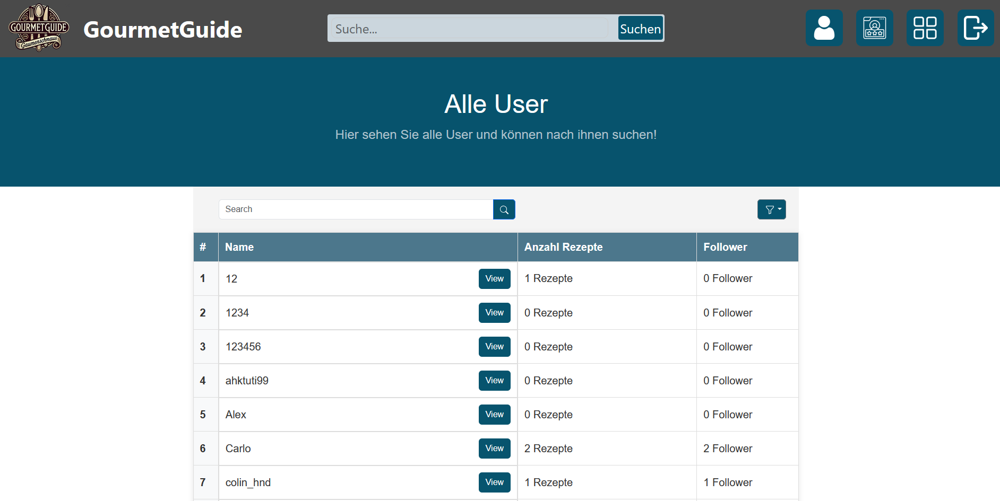 GOURMETGUIDE
Gaumenschmaus
GourmetGuide
Suche...
Suchen
Alle User
Hier sehen Sie alle User und können nach ihnen suchen!
Search
# Name Anzahl Rezepte Follower
1 12 View 1 Rezepte 0 Follower
2 1234 View 0 Rezepte 0 Follower
3 123456 View 0 Rezepte 0 Follower
4 ahktuti99 View 0 Rezepte 0 Follower
5 Alex View 0 Rezepte 0 Follower
6 Carlo View 2 Rezepte 2 Follower
7 colin_hnd View 1 Rezepte 1 Follower